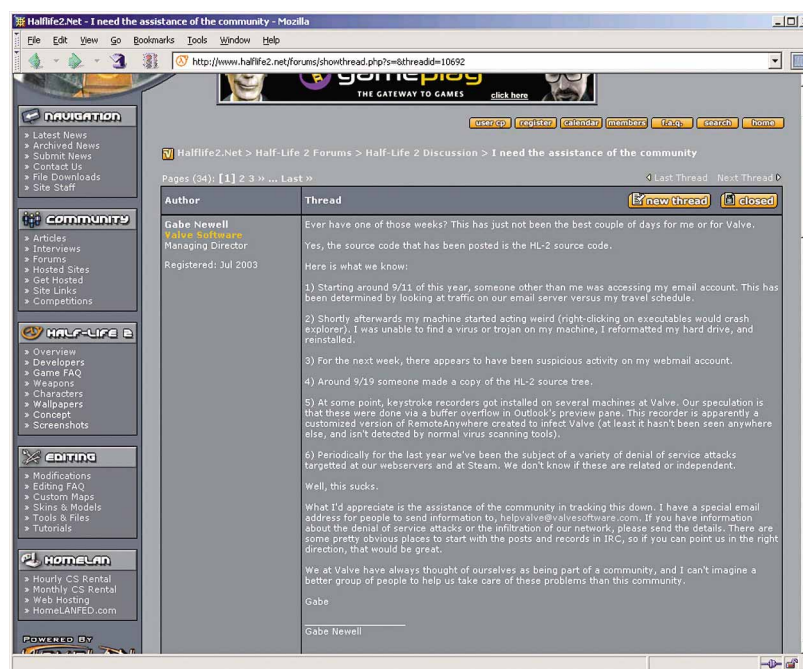 Halflife2.Net - I need the assistance of the community - Mozilla
File Edit View Go Bookmarks Tools Window Help
http://www.halflife2.net/forums/showthread.php?s=&threadid=10692
gameplay
THE GATEWAY TO GAMES
click here
user cp register calendar members f.a.q. search home
NAVIGATION
» Latest News
» Archived News
» Submit News
» Contact Us
» File Downloads
» Site Staff
COMMUNITY
» Articles
» Interviews
» Forums
» Hosted Sites
» Get Hosted
» Site Links
» Competitions
HALF-LIFE 2
» Overview
» Developers
» Game FAQ
» Weapons
» Characters
» Wallpapers
» Concept
» Screenshots
EDITING
» Modifications
» Editing FAQ
» Custom Maps
» Skins & Models
» Tools & Files
» Tutorials
HOMELAN
» Hourly CS Rental
» Monthly CS Rental
» Web Hosting
» HomeLANFED.com
POWERED BY
Halflife2.Net > Half-Life 2 Forums > Half-Life 2 Discussion > I need the assistance of the community
Pages (34): [1] 2 3 » ... Last »
Last Thread Next Thread
Author
Thread
new thread closed
Gabe Newell
Valve Software
Managing Director
Registered: Jul 2003
Ever have one of those weeks? This has just not been the best couple of days for me or for Valve.
Yes, the source code that has been posted is the HL-2 source code.
Here is what we know:
1) Starting around 9/11 of this year, someone other than me was accessing my email account. This has
been determined by looking at traffic on our email server versus my travel schedule.
2) Shortly afterwards my machine started acting weird (right-clicking on executables would crash
explorer). I was unable to find a virus or trojan on my machine, I reformatted my hard drive, and
reinstalled.
3) For the next week, there appears to have been suspicious activity on my webmail account.
4) Around 9/19 someone made a copy of the HL-2 source tree.
5) At some point, keystroke recorders got installed on several machines at Valve. Our speculation is
that these were done via a buffer overflow in Outlook's preview pane. This recorder is apparently a
customized version of RemoteAnywhere created to infect Valve (at least it hasn't been seen anywhere
else, and isn't detected by normal virus scanning tools).
6) Periodically for the last year we've been the subject of a variety of denial of service attacks
targetted at our webservers and at Steam. We don't know if these are related or independent.
Well, this sucks.
What I'd appreciate is the assistance of the community in tracking this down. I have a special email
address for people to send information to, helpvalve@valvesoftware.com. If you have information
about the denial of service attacks or the infiltration of our network, please send the details. There are
some pretty obvious places to start with the posts and records in IRC, so if you can point us in the right
direction, that would be great.
We at Valve have always thought of ourselves as being part of a community, and I can't imagine a
better group of people to help us take care of these problems than this community.
Gabe
Gabe Newell